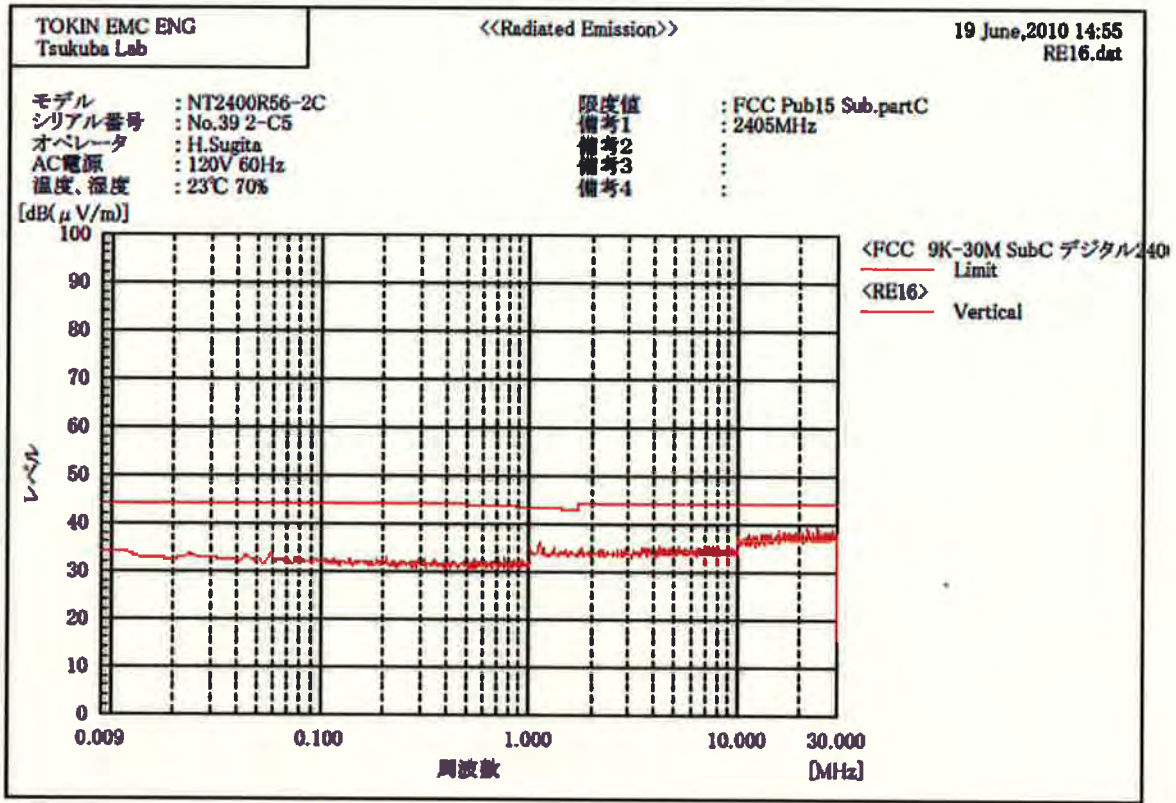 TOKIN EMC ENG
Tsukuba Lab
<<Radiated Emission>>
19 June,2010 14:55
RE16.dat
モデル : NT2400R56-2C
シリアル番号 : No.39 2-C5
オペレータ : H.Sugita
AC電源 : 120V 60Hz
温度、湿度 : 23℃ 70%
限度値 : FCC Pub15 Sub.partC
備考1 : 2405MHz
備考2 :
備考3 :
備考4 :
[dB(μV/m)]
100
90
80
70
60
50
40
30
20
10
0
レベル
0.009 0.100 1.000 10.000 30.000
周波数 [MHz]
<FCC 9K-30M SubC デジタル240
Limit
<RE16>
Vertical